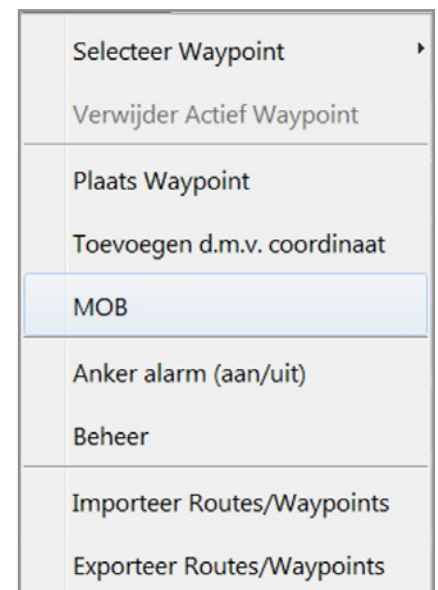 Selecteer Waypoint
Verwijder Actief Waypoint
Plaats Waypoint
Toevoegen d.m.v. coordinaat
MOB
Anker alarm (aan/uit)
Beheer
Importeer Routes/Waypoints
Exporteer Routes/Waypoints